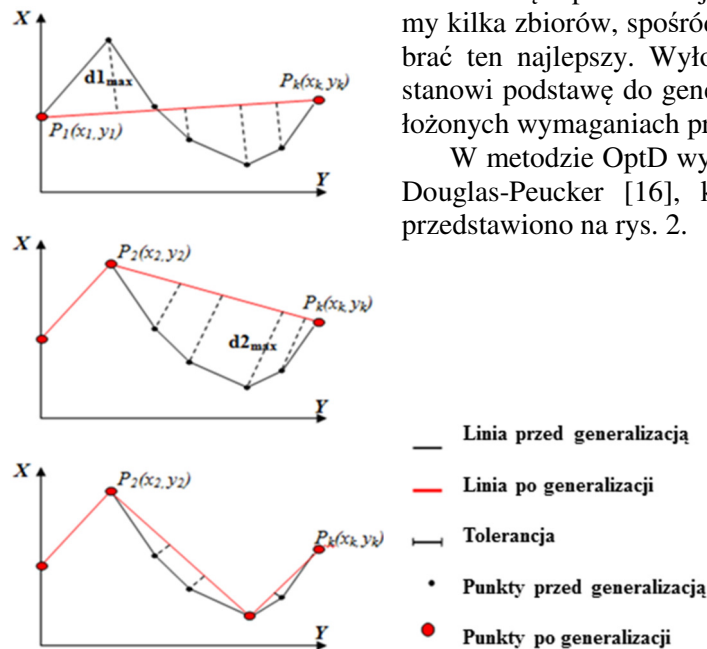 my kilka zbiorów, spośród
brać ten najlepszy. Wyło
stanowi podstawę do gene
łożonych wymaganiach pr
W metodzie OptD wy
Douglas-Peucker [16], k
przedstawiono na rys. 2.
X
d1max
Pk(xk,yk)
P1(x1,y1)
Y
X
P2(x2,y2)
Pk(xk,yk)
d2max
Y
X
P2(x2,y2)
Pk(xk,yk)
Y
Linia przed generalizacją
Linia po generalizacji
Tolerancja
Punkty przed generalizacją
Punkty po generalizacji